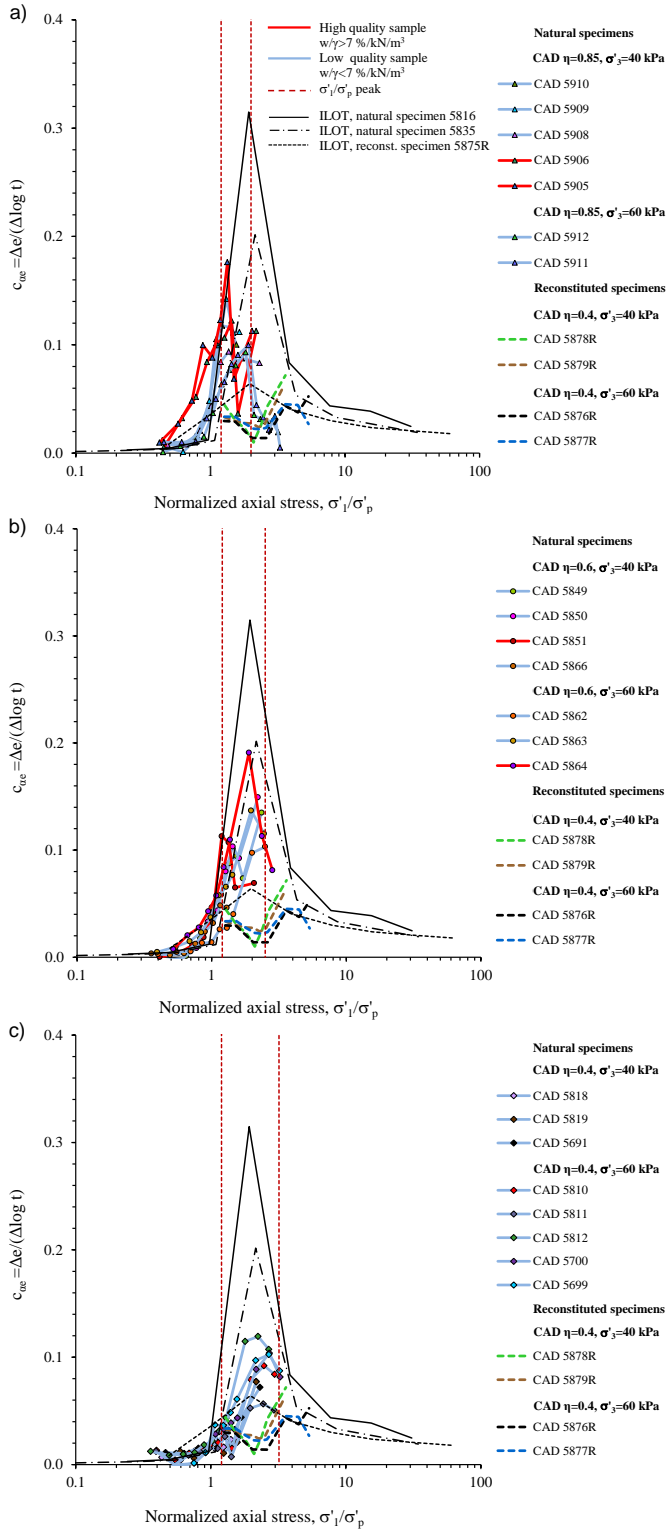 a)
0.4
0.3
0.2
0.1
0.0
0.1
1
10
100
c_αe =Δe/(Δlog t)
Normalized axial stress, σ'₁/σ'ₚ
High quality sample
w/γ>7 %/kN/m³
Low quality sample
w/γ<7 %/kN/m³
σ'₁/σ'ₚ peak
ILOT, natural specimen 5816
ILOT, natural specimen 5835
ILOT, reconst. specimen 5875R
Natural specimens
CAD η=0.85, σ'₃=40 kPa
CAD 5910
CAD 5909
CAD 5908
CAD 5906
CAD 5905
CAD η=0.85, σ'₃=60 kPa
CAD 5912
CAD 5911
Reconstituted specimens
CAD η=0.4, σ'₃=40 kPa
CAD 5878R
CAD 5879R
CAD η=0.4, σ'₃=60 kPa
CAD 5876R
CAD 5877R
b)
0.4
0.3
0.2
0.1
0.0
0.1
1
10
100
c_αe =Δe/(Δlog t)
Normalized axial stress, σ'₁/σ'ₚ
Natural specimens
CAD η=0.6, σ'₃=40 kPa
CAD 5849
CAD 5850
CAD 5851
CAD 5866
CAD η=0.6, σ'₃=60 kPa
CAD 5862
CAD 5863
CAD 5864
Reconstituted specimens
CAD η=0.4, σ'₃=40 kPa
CAD 5878R
CAD 5879R
CAD η=0.4, σ'₃=60 kPa
CAD 5876R
CAD 5877R
c)
0.4
0.3
0.2
0.1
0.0
0.1
1
10
100
c_αe =Δe/(Δlog t)
Normalized axial stress, σ'₁/σ'ₚ
Natural specimens
CAD η=0.4, σ'₃=40 kPa
CAD 5818
CAD 5819
CAD 5691
CAD η=0.4, σ'₃=60 kPa
CAD 5810
CAD 5811
CAD 5812
CAD 5700
CAD 5699
Reconstituted specimens
CAD η=0.4, σ'₃=40 kPa
CAD 5878R
CAD 5879R
CAD η=0.4, σ'₃=60 kPa
CAD 5876R
CAD 5877R